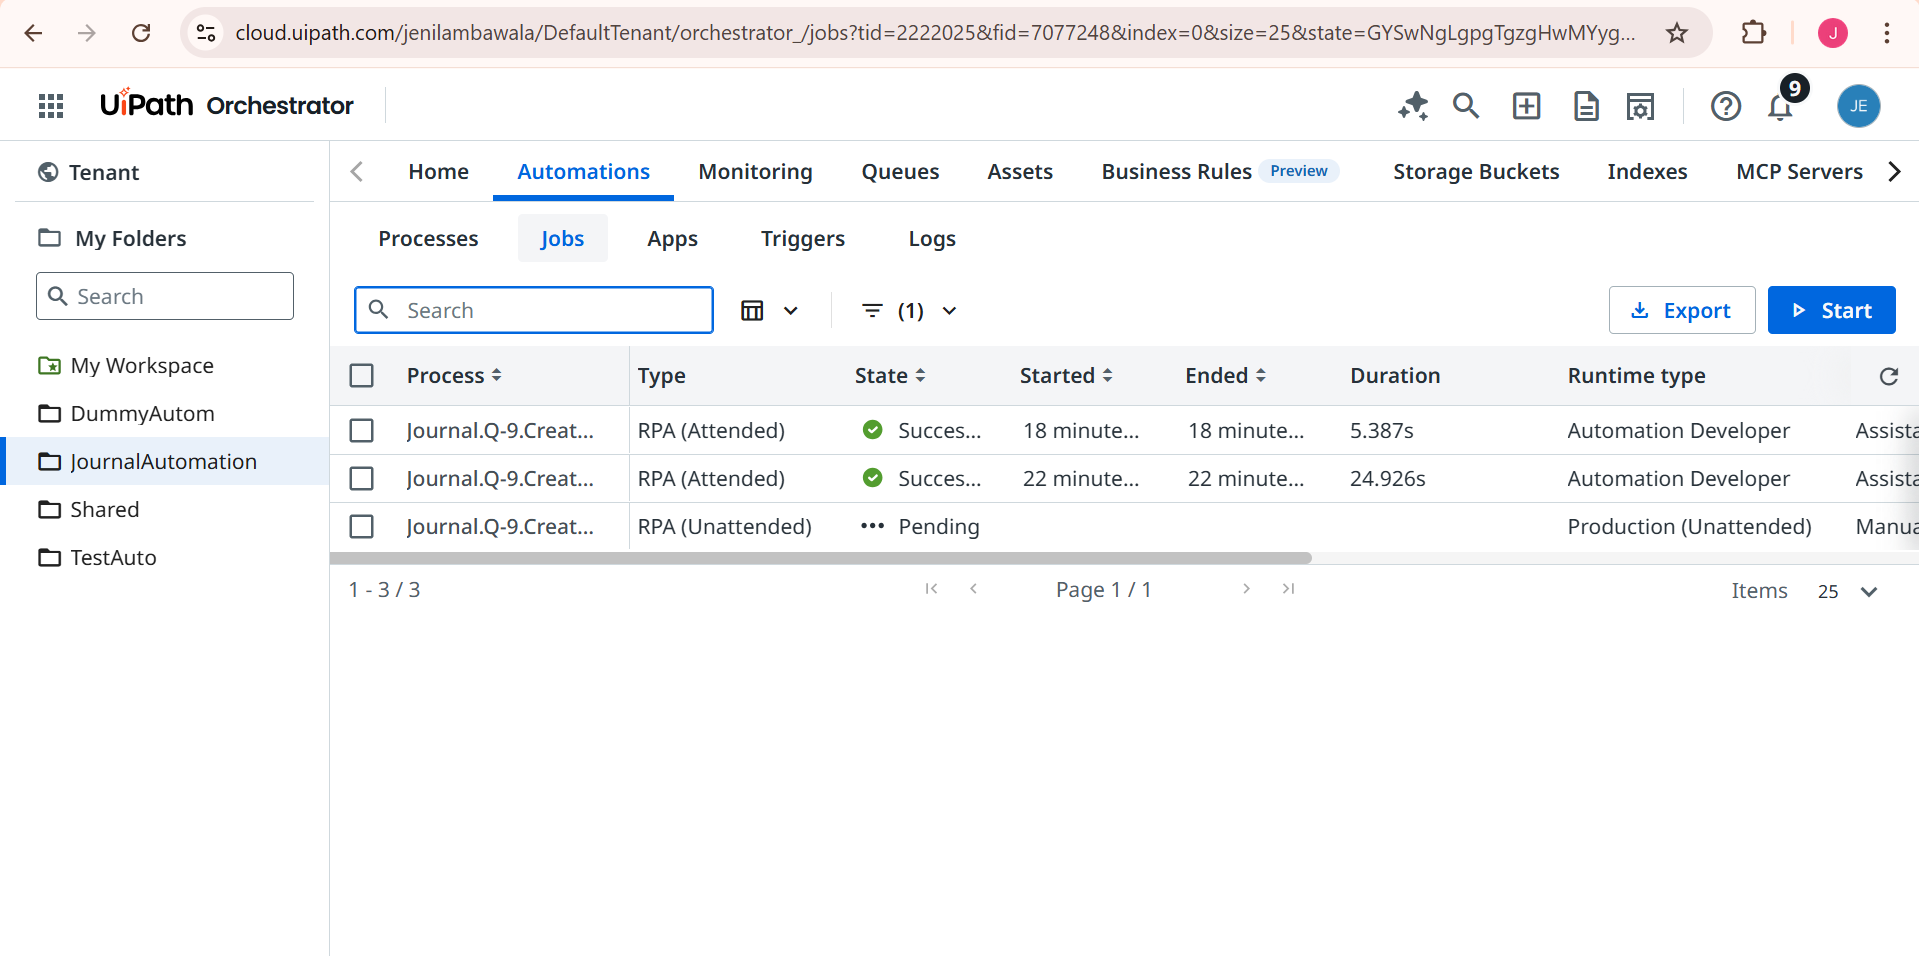 cloud.uipath.com/jenilambawala/DefaultTenant/orchestrator_/jobs?tid=2222025&fid=7077248&index=0&size=25&state=GYSwNgLgpgTgzgHwMYyg...
J
UiPath Orchestrator
9
JE
Tenant
Home Automations Monitoring Queues Assets Business Rules Preview Storage Buckets Indexes MCP Servers
My Folders
Processes Jobs Apps Triggers Logs
Search
Search (1) Export Start
My Workspace
DummyAutom
JournalAutomation
Shared
TestAuto
Process Type State Started Ended Duration Runtime type
Journal.Q-9.Creat... RPA (Attended) Succes... 18 minute... 18 minute... 5.387s Automation Developer Assista
Journal.Q-9.Creat... RPA (Attended) Succes... 22 minute... 22 minute... 24.926s Automation Developer Assista
Journal.Q-9.Creat... RPA (Unattended) Pending Production (Unattended) Manua
1 - 3 / 3 Page 1 / 1 Items 25